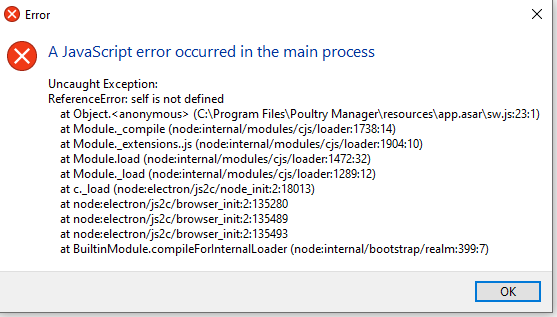 Error
A JavaScript error occurred in the main process
Uncaught Exception:
ReferenceError: self is not defined
at Object.<anonymous> (C:\Program Files\Poultry Manager\resources\app.asar\sw.js:23:1)
at Module._compile (node:internal/modules/cjs/loader:1738:14)
at Module._extensions..js (node:internal/modules/cjs/loader:1904:10)
at Module.load (node:internal/modules/cjs/loader:1472:32)
at Module._load (node:internal/modules/cjs/loader:1289:12)
at c._load (node:electron/js2c/node_init:2:18013)
at node:electron/js2c/browser_init:2:135280
at node:electron/js2c/browser_init:2:135489
at node:electron/js2c/browser_init:2:135493
at BuiltinModule.compileForInternalLoader (node:internal/bootstrap/realm:399:7)
OK